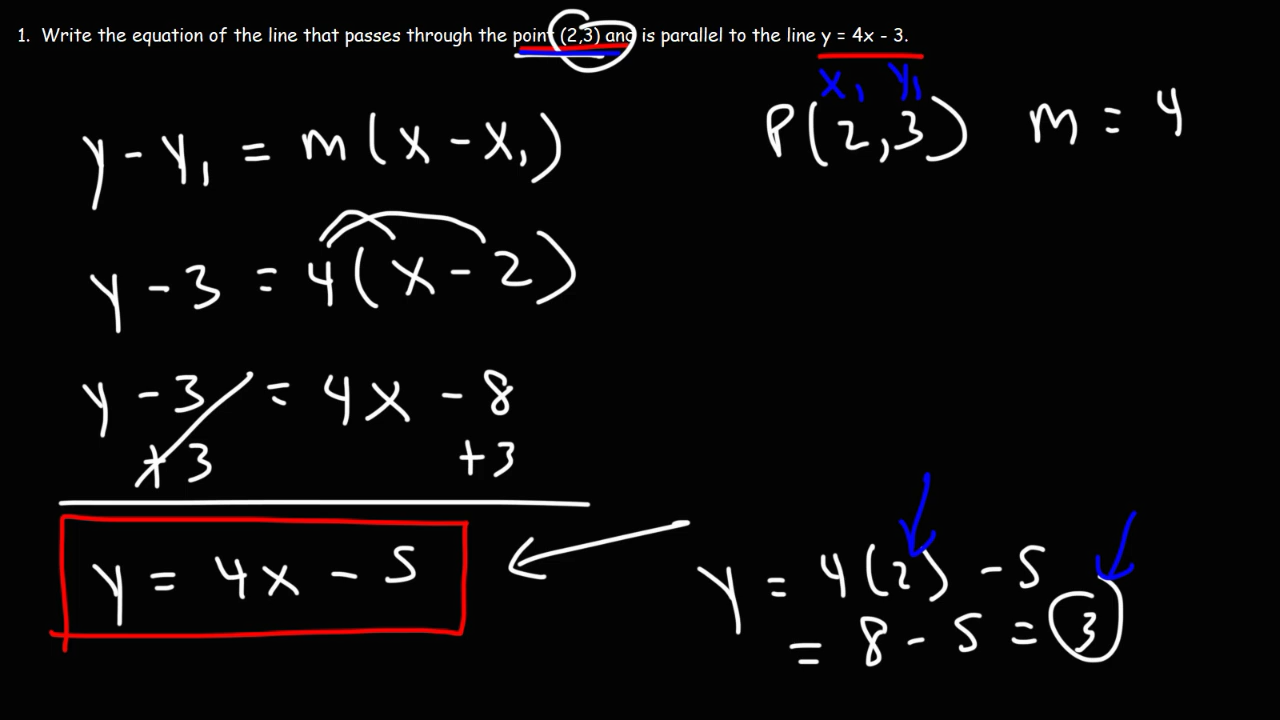 1. Write the equation of the line that passes through the point (2,3) and is parallel to the line y = 4x - 3.
x₁ y₁
P(2,3) m = 4
y - y₁ = m(x - x₁)
y - 3 = 4(x - 2)
y - 3 = 4x - 8
+3 +3
y = 4x - 5
y = 4(2) - 5
= 8 - 5 = 3